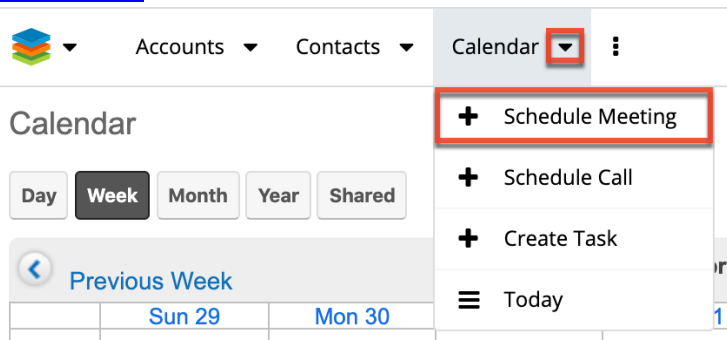 Accounts Contacts Calendar
Schedule Meeting
Calendar
Schedule Call
Day Week Month Year Shared
Create Task
Previous Week
Today
Sun 29 Mon 30